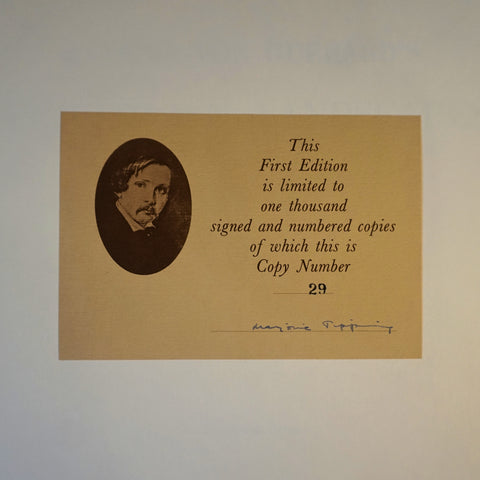 This
First Edition
is limited to
one thousand
signed and numbered copies
of which this is
Copy Number
29
Marjorie Tipping